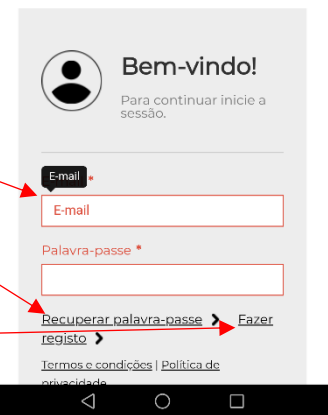 Bem-vindo!
Para continuar inicie a
sessão.
E-mail *
E-mail
Palavra-passe *
Recuperar palavra-passe Fazer
registo
Termos e condições | Política de
privacidade